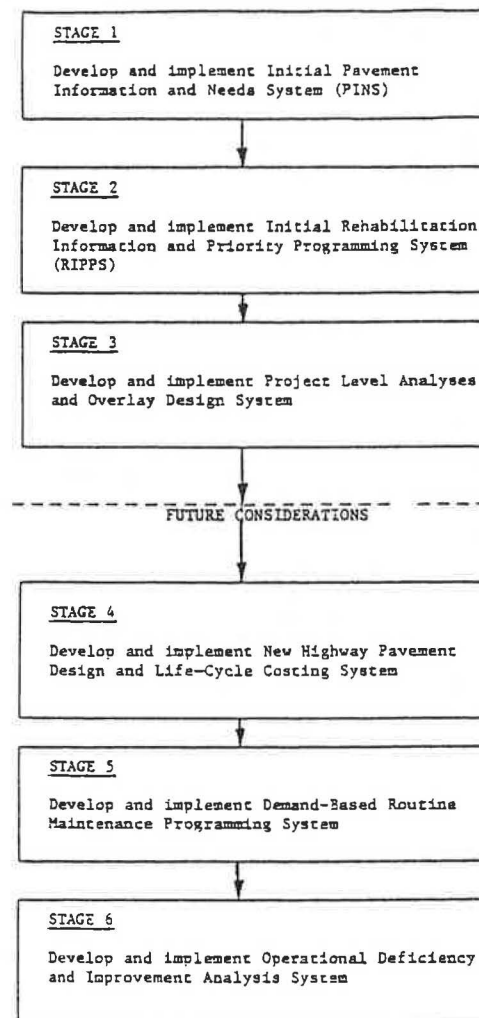 STAGE 1
Develop and implement Initial Pavement
Information and Needs System (PINS)
STAGE 2
Develop and implement Initial Rehabilitation
Information and Priority Programming System
(RIPPS)
STAGE 3
Develop and implement Project Level Analyses
and Overlay Design System
FUTURE CONSIDERATIONS
STAGE 4
Develop and implement New Highway Pavement
Design and Life-Cycle Costing System
STAGE 5
Develop and implement Demand-Based Routine
Maintenance Programming System
STAGE 6
Develop and implement Operational Deficiency
and Improvement Analysis System